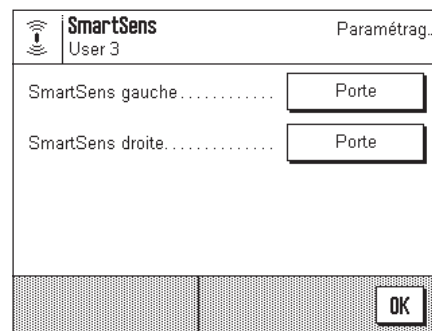 SmartSens
Paramétrag..
User 3
SmartSens gauche............ Porte
SmartSens droite.............. Porte
OK